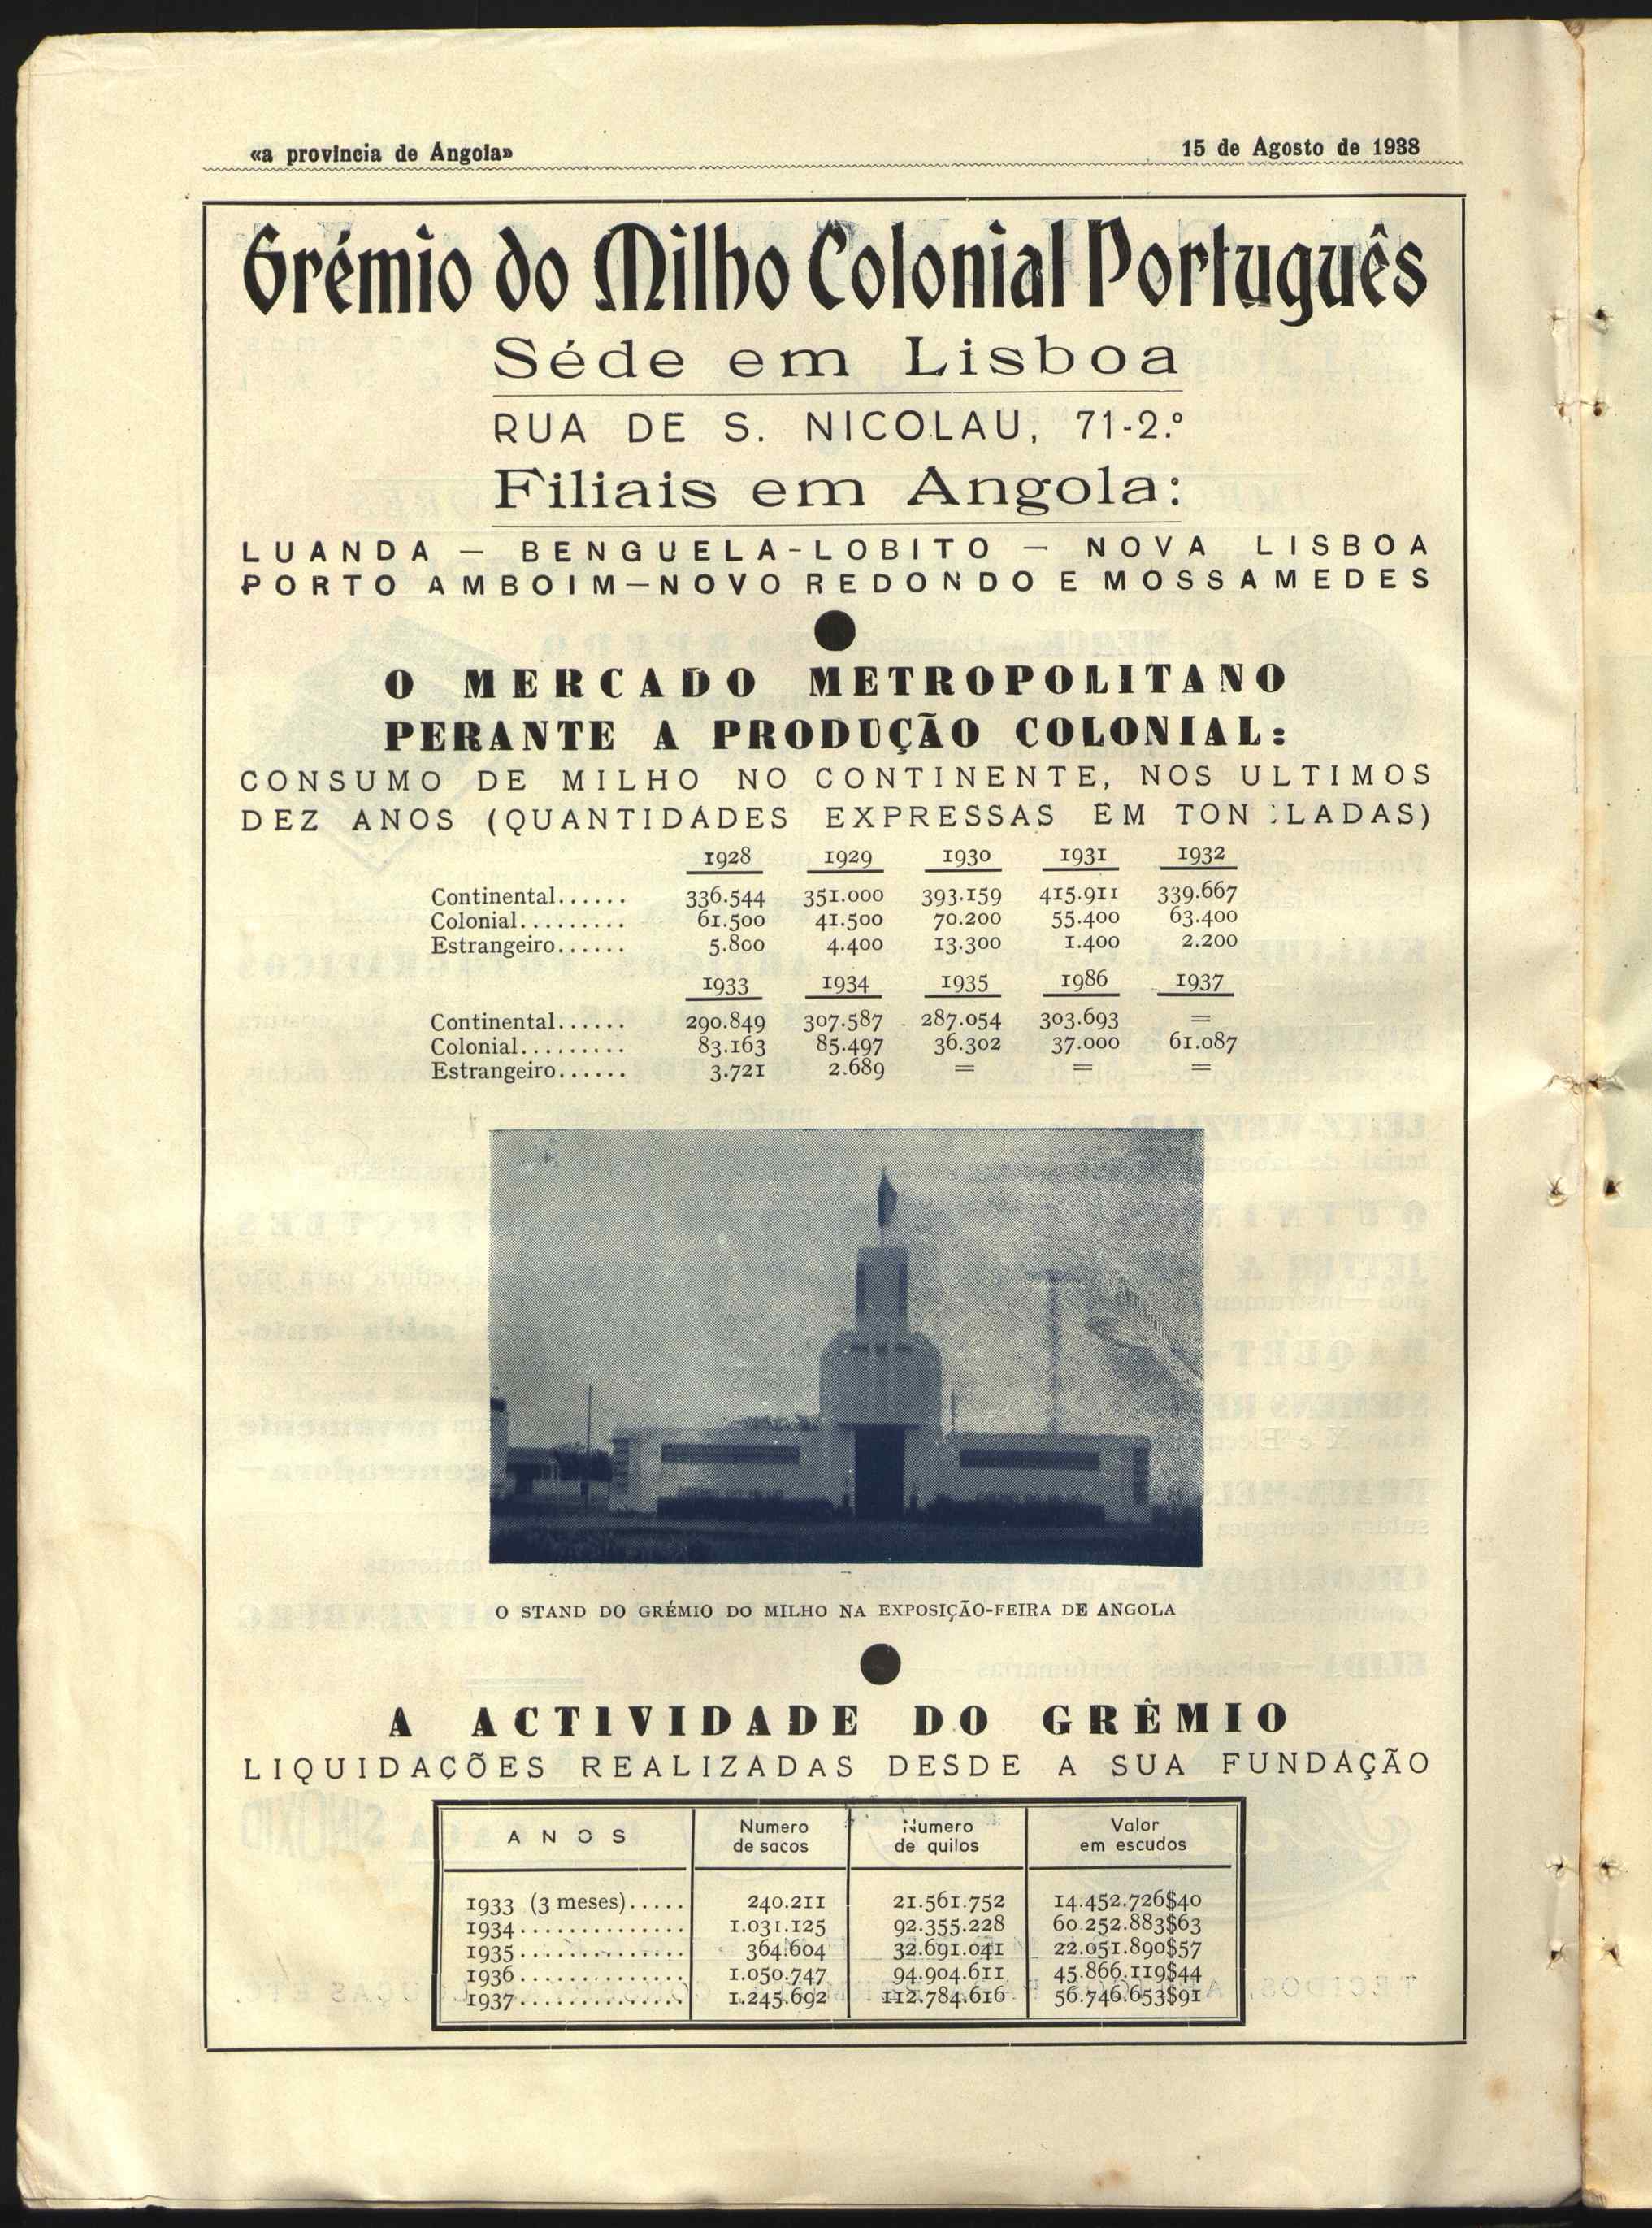 «a provincia de Angola» 15 de Agosto de 1938
Grémio do Milho Colonial Português
Séde em Lisboa
RUA DE S. NICOLAU, 71-2.º
Filiais em Angola:
LUANDA — BENGUELA-LOBITO — NOVA LISBOA
PORTO AMBOIM—NOVO REDONDO E MOSSAMEDES
O MERCADO METROPOLITANO
PERANTE A PRODUÇÃO COLONIAL:
CONSUMO DE MILHO NO CONTINENTE, NOS ULTIMOS
DEZ ANOS (QUANTIDADES EXPRESSAS EM TONELADAS)
1928 1929 1930 1931 1932
Continental...... 336.544 351.000 393.159 415.911 339.667
Colonial......... 61.500 41.500 70.200 55.400 63.400
Estrangeiro...... 5.800 4.400 13.300 1.400 2.200
1933 1934 1935 1986 1937
Continental...... 290.849 307.587 287.054 303.693 =
Colonial......... 83.163 85.497 36.302 37.000 61.087
Estrangeiro...... 3.721 2.689 = = =
O STAND DO GRÉMIO DO MILHO NA EXPOSIÇÃO-FEIRA DE ANGOLA
A ACTIVIDADE DO GRÉMIO
LIQUIDAÇÕES REALIZADAS DESDE A SUA FUNDAÇÃO
ANOS Numero de sacos Numero de quilos Valor em escudos
1933 (3 meses)..... 240.211 21.561.752 14.452.726$40
1934.............. 1.031.125 92.355.228 60.252.883$63
1935.............. 364.604 32.691.041 22.051.890$57
1936.............. 1.050.747 94.904.611 45.866.119$44
1937.............. 1.245.692 112.784.616 56.746.653$91